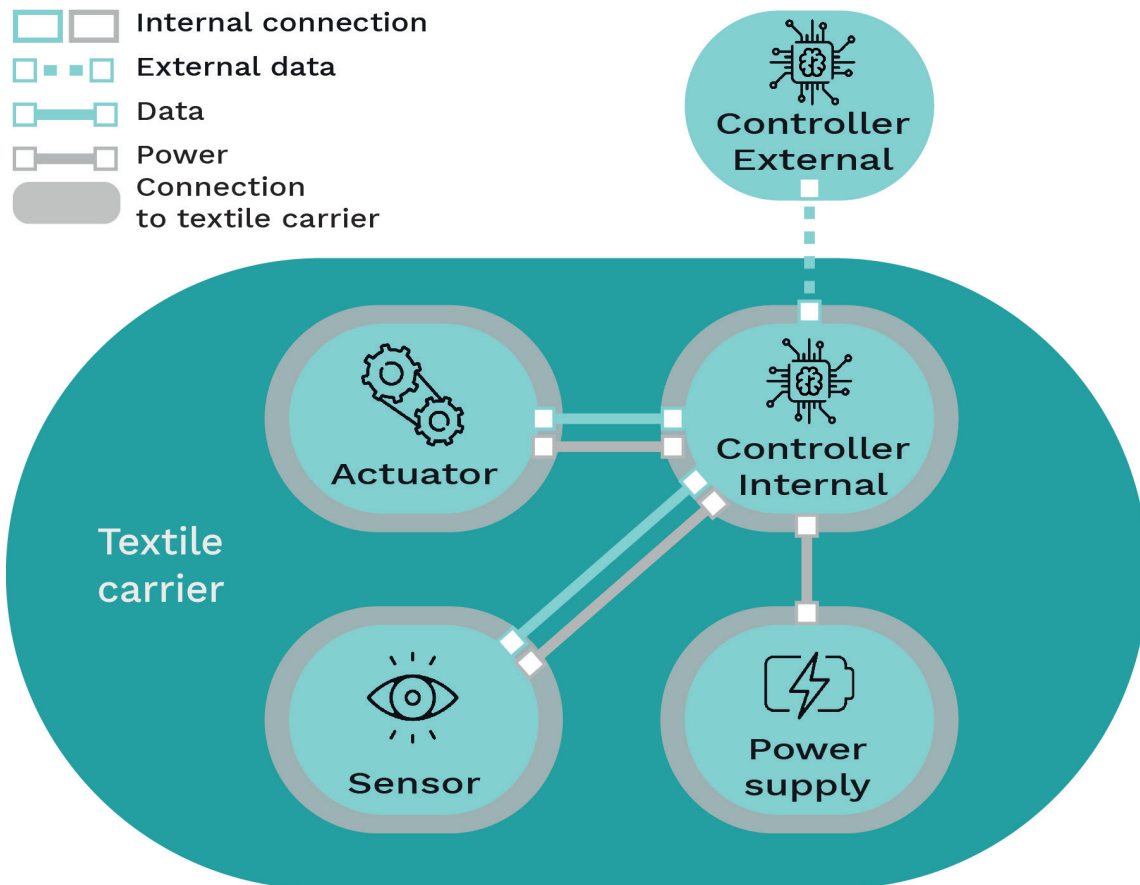 Internal connection
External data
Data
Power
Connection
to textile carrier
Controller
External
Actuator
Controller
Internal
Textile
carrier
Sensor
Power
supply